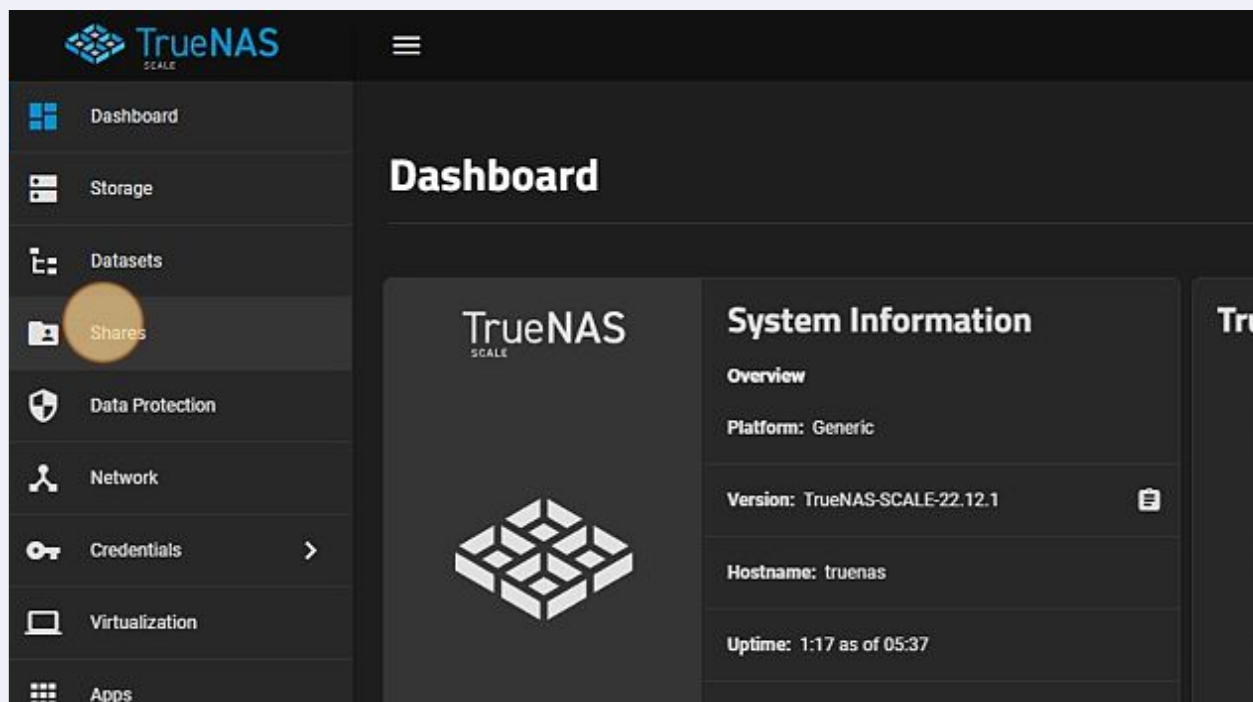 TrueNAS
SCALE
Dashboard
Storage
Datasets
Shares
Data Protection
Network
Credentials
Virtualization
Apps
Dashboard
TrueNAS
SCALE
System Information
Overview
Platform: Generic
Version: TrueNAS-SCALE-22.12.1
Hostname: truenas
Uptime: 1:17 as of 05:37
Tru